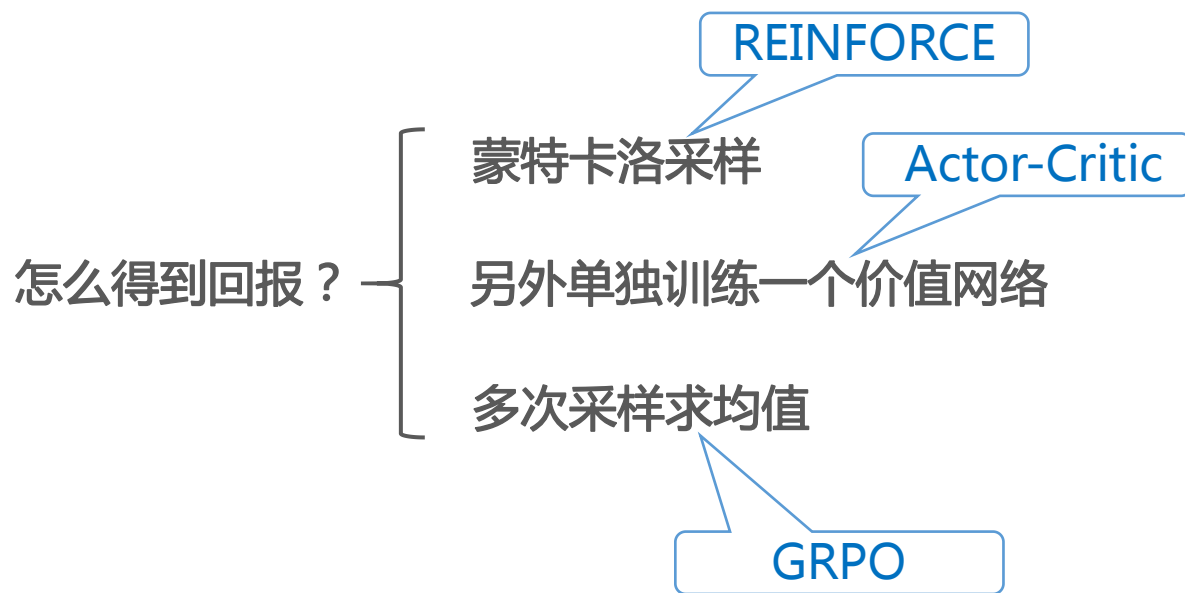 REINFORCE
蒙特卡洛采样
Actor-Critic
怎么得到回报？
另外单独训练一个价值网络
多次采样求均值
GRPO